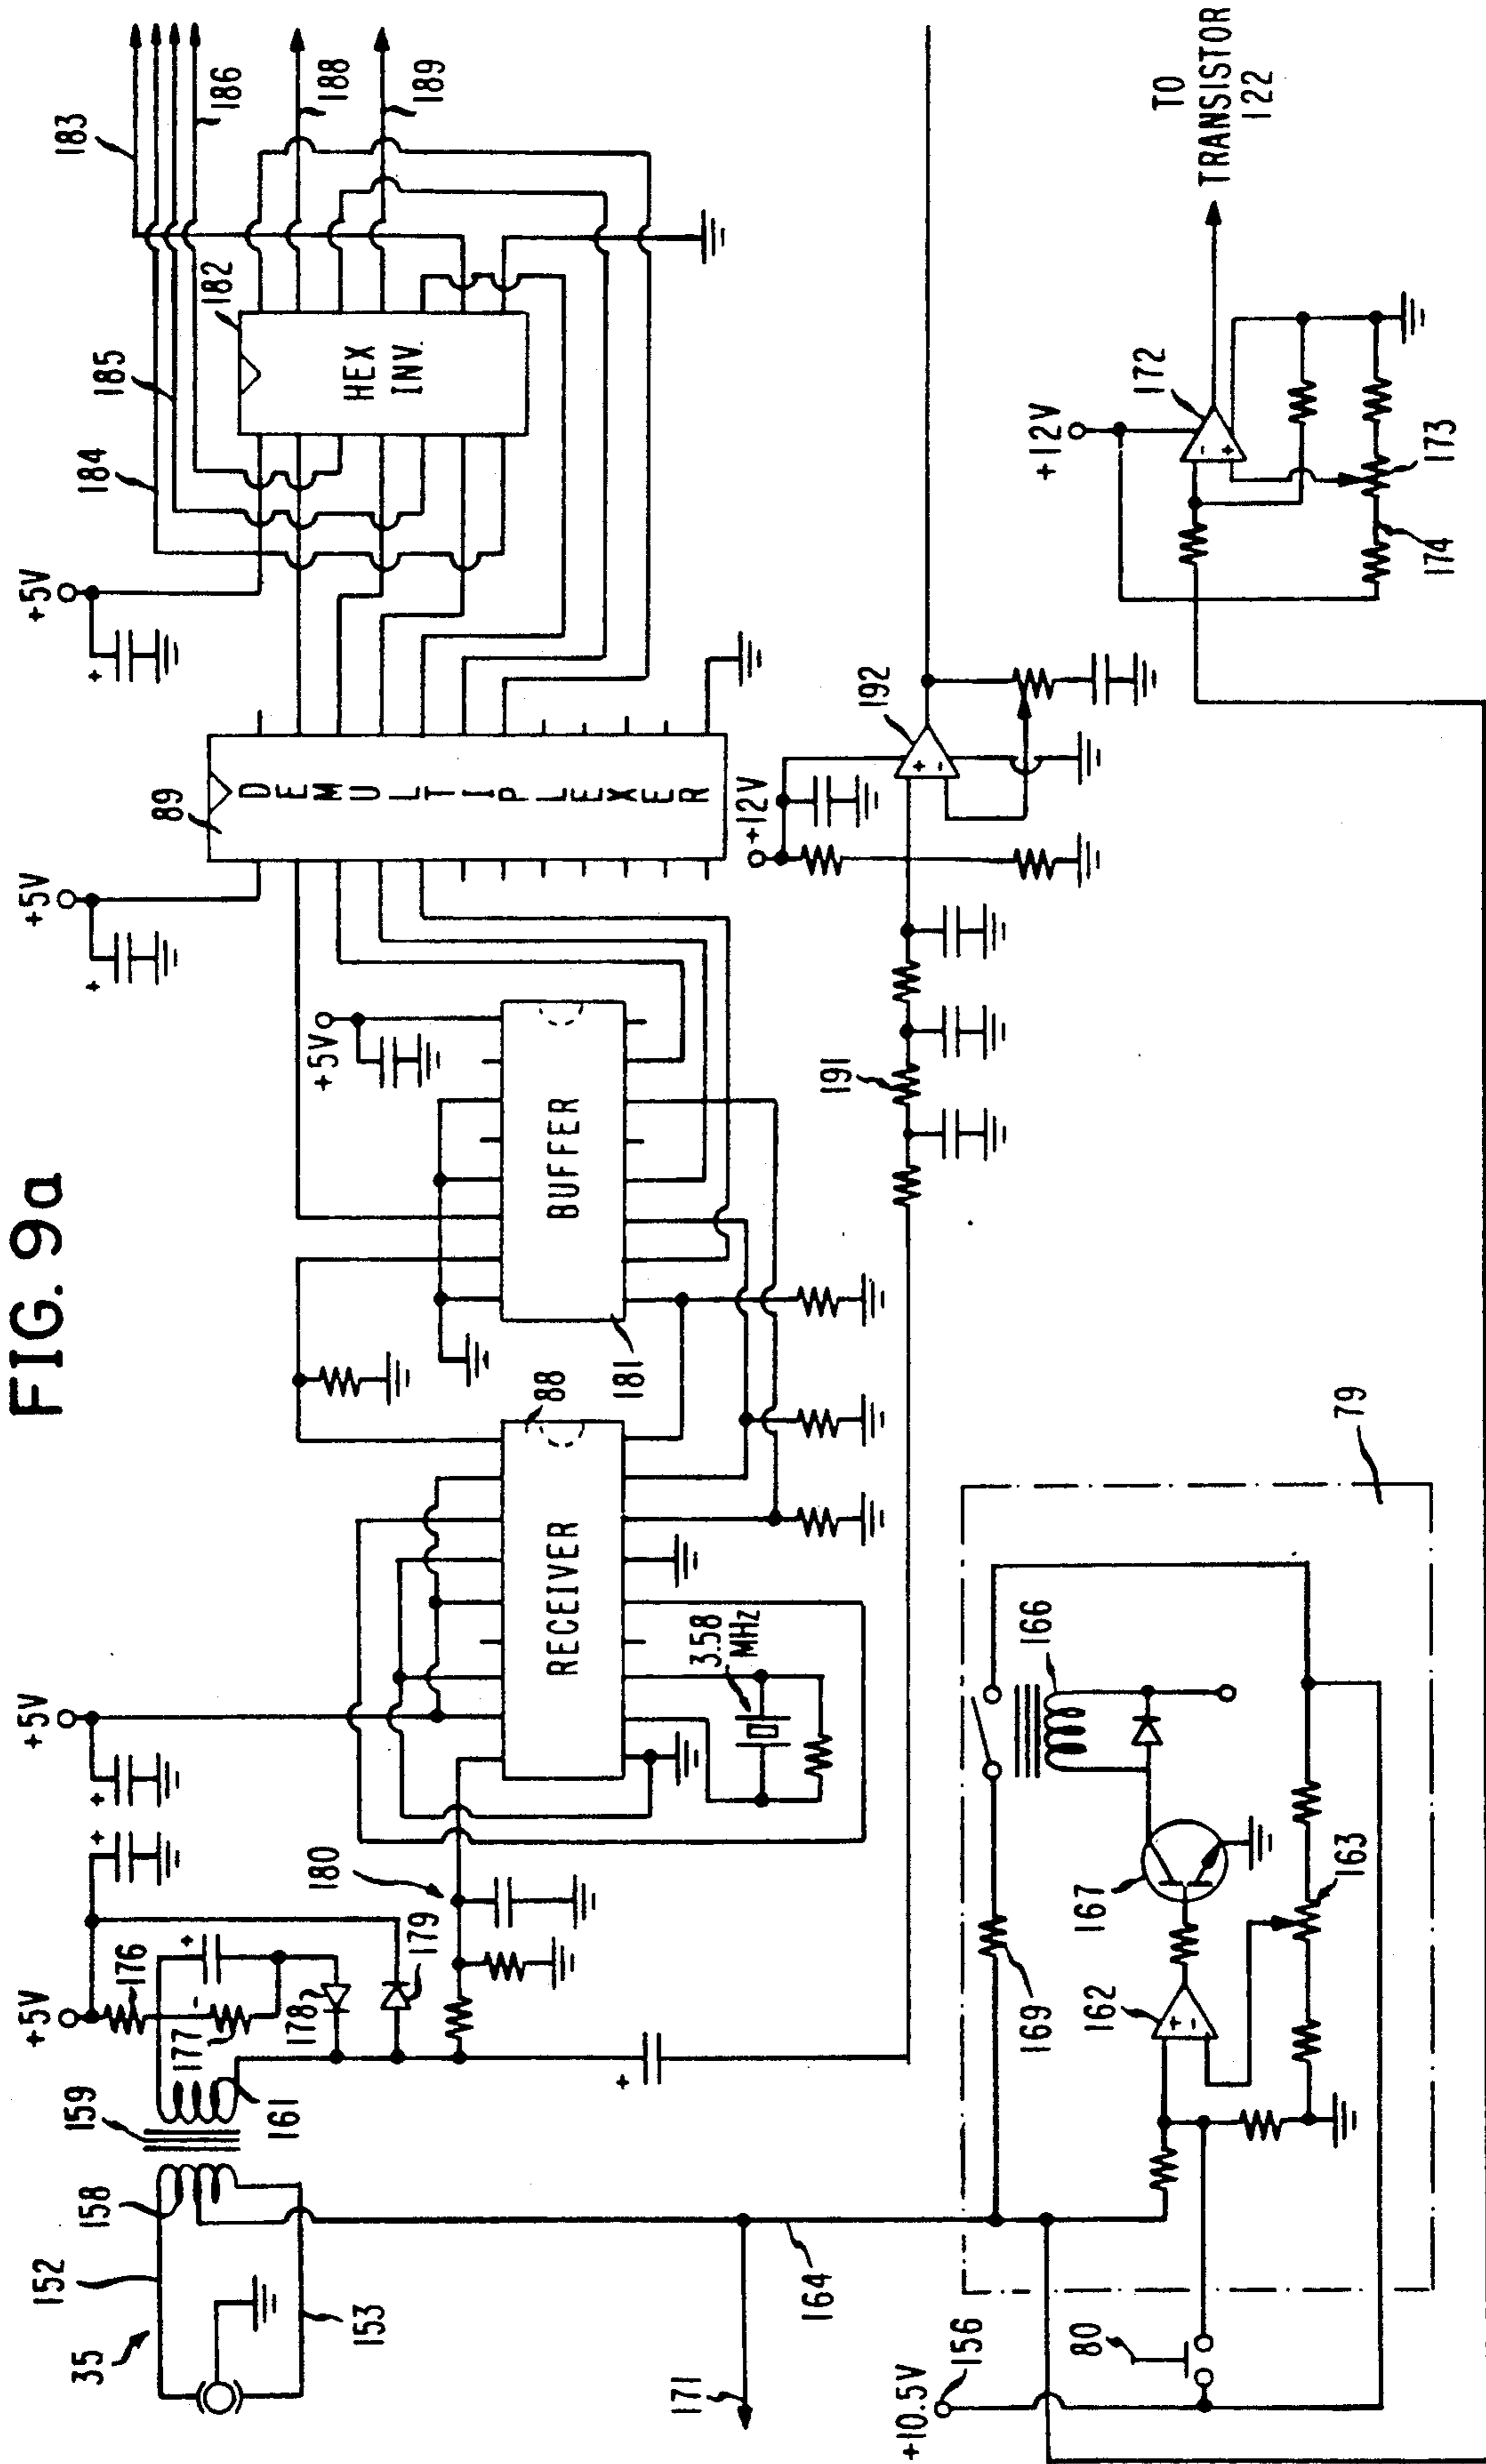 FIG. 9a
35
152
153
158
159
161
+5V
176
177
178
179
180
+5V
RECEIVER
88
3.58
MHz
BUFFER
181
+5V
+5V
89
DEMULTIPLEXER
+5V
HEX
INV.
182
183
184
185
186
188
189
191
192
+12V
171
164
+10.5V
156
80
79
162
163
166
167
169
+12V
172
173
174
TO
TRANSISTOR
122